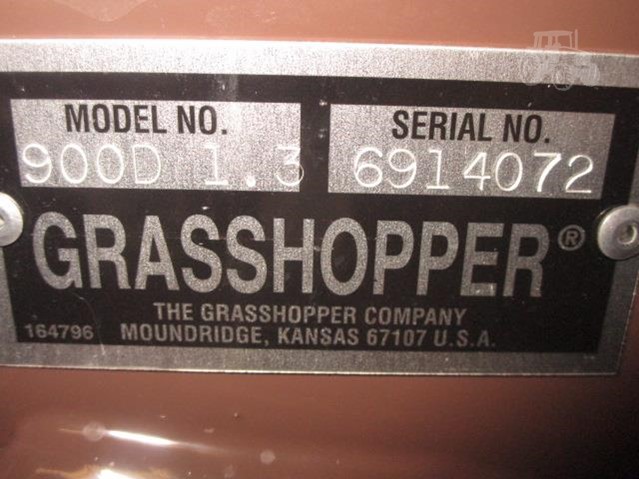 MODEL NO.
900D 1.3
SERIAL NO.
6914072
GRASSHOPPER®
THE GRASSHOPPER COMPANY
164796 MOUNDRIDGE, KANSAS 67107 U.S.A.